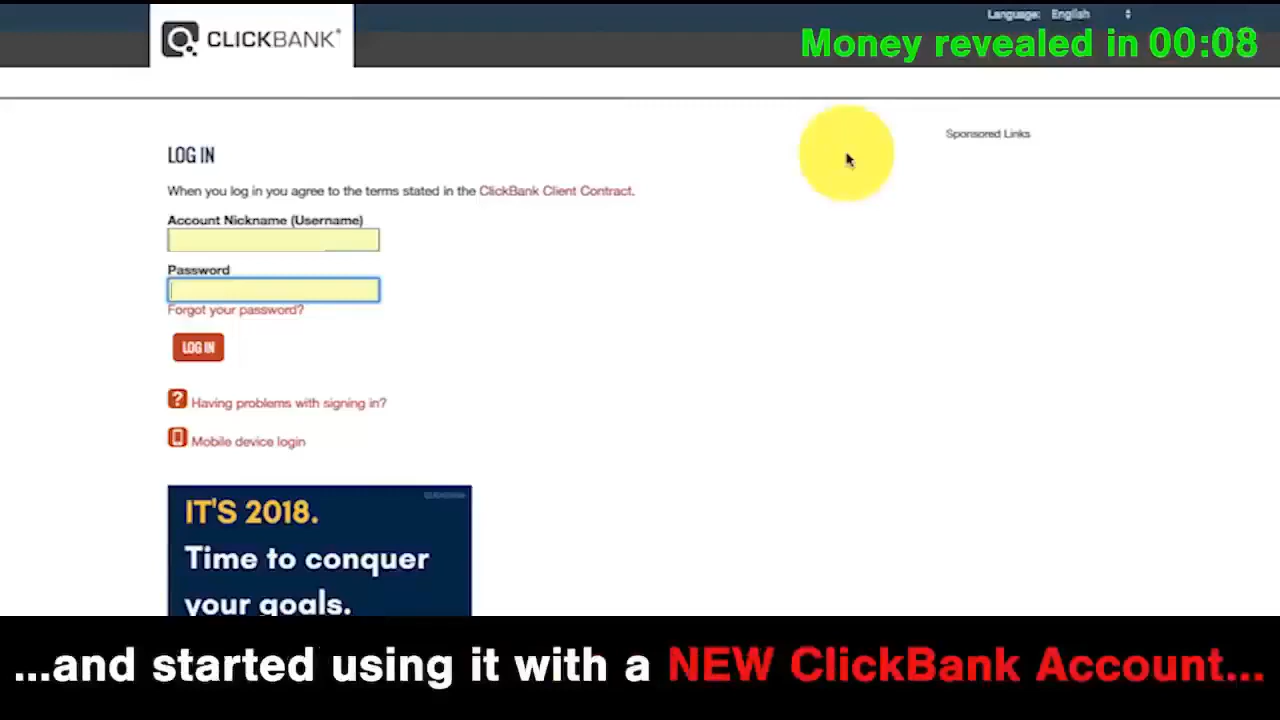 Language: English
CLICKBANK
Money revealed in 00:08
Sponsored Links
LOG IN
When you log in you agree to the terms stated in the ClickBank Client Contract.
Account Nickname (Username)
Password
Forgot your password?
LOG IN
? Having problems with signing in?
Mobile device login
CLICKBANK
IT'S 2018.
Time to conquer
your goals.
...and started using it with a NEW ClickBank Account...